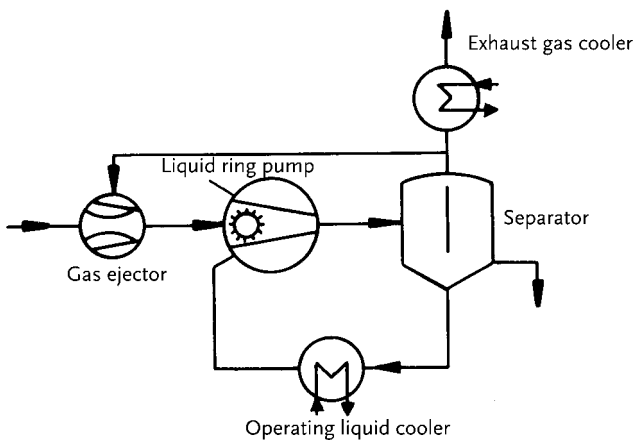 Exhaust gas cooler
Liquid ring pump
Separator
Gas ejector
Operating liquid cooler